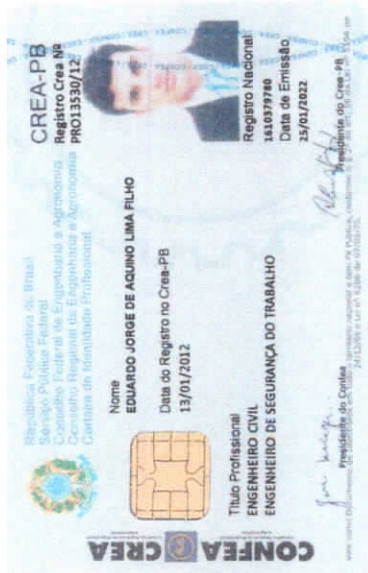 República Federativa do Brasil
Serviço Público Federal
Conselho Federal de Engenharia e Agronomia
Conselho Regional de Engenharia e Agronomia
Carteira de Identidade Profissional
CREA-PB
Registro Crea Nº
PRO13530/12
Nome
EDUARDO JORGE DE AQUINO LIMA FILHO
Data do Registro no Crea-PB
13/01/2012
Registro Nacional
1610379780
Data de Emissão
25/01/2022
Título Profissional
ENGENHEIRO CIVIL
ENGENHEIRO DE SEGURANÇA DO TRABALHO
Presidente do Confea
Presidente do Crea-PB
CONFEA
CREA